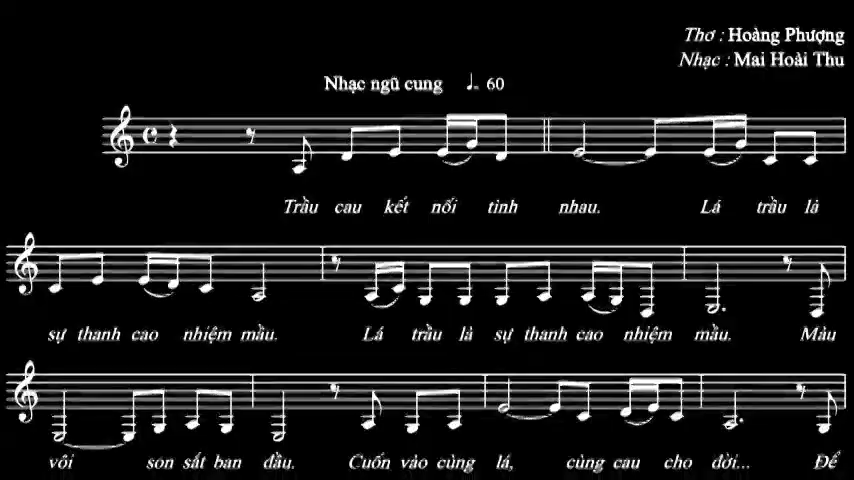 Thơ : Hoàng Phượng
Nhạc : Mai Hoài Thu
Nhạc ngũ cung ♩. 60
Trầu cau kết nối tình nhau. Lá trầu là
sự thanh cao nhiệm mầu. Lá trầu là sự thanh cao nhiệm mầu. Màu
vôi son sắt ban đầu. Cuốn vào cùng lá, cùng cau cho đời... Để